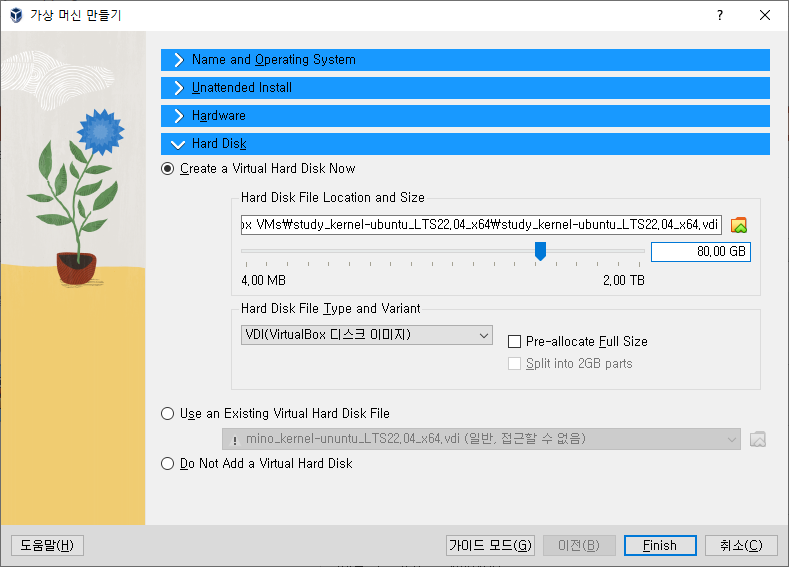 가상 머신 만들기
?
Name and Operating System
Unattended Install
Hardware
Hard Disk
Create a Virtual Hard Disk Now
Hard Disk File Location and Size
ox VMs₩study_kernel-ubuntu_LTS22.04_x64₩study_kernel-ubuntu_LTS22.04_x64.vdi
80.00 GB
4.00 MB
2.00 TB
Hard Disk File Type and Variant
VDI(VirtualBox 디스크 이미지)
Pre-allocate Full Size
Split into 2GB parts
Use an Existing Virtual Hard Disk File
mino_kernel-ununtu_LTS22.04_x64.vdi (일반, 접근할 수 없음)
Do Not Add a Virtual Hard Disk
도움말(H)
가이드 모드(G)
이전(B)
Finish
취소(C)